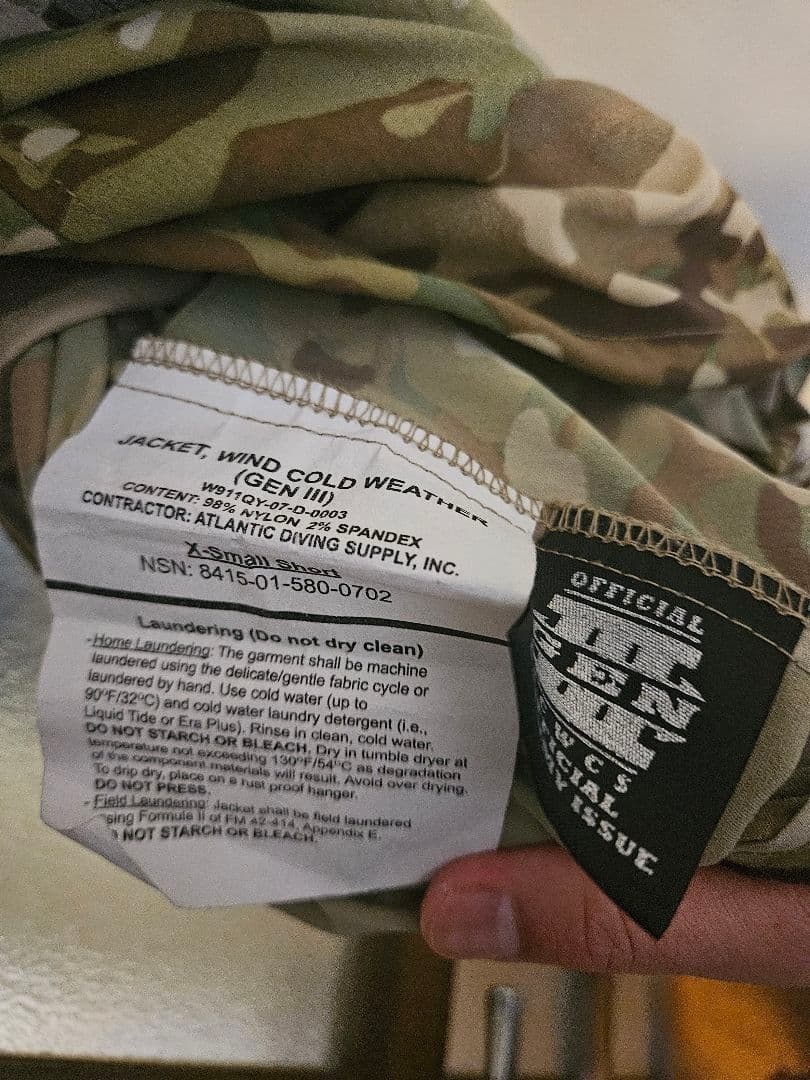 JACKET, WIND COLD WEATHER
(GEN III)
W911QY-07-D-0003
CONTENT: 98% NYLON 2% SPANDEX
CONTRACTOR: ATLANTIC DIVING SUPPLY, INC.
X-Small Short
NSN: 8415-01-580-0702
Laundering (Do not dry clean)
-Home Laundering: The garment shall be machine
laundered using the delicate/gentle fabric cycle or
laundered by hand. Use cold water (up to
90°F/32°C) and cold water laundry detergent (i.e.,
Liquid Tide or Era Plus). Rinse in clean, cold water.
DO NOT STARCH OR BLEACH. Dry in tumble dryer at
temperature not exceeding 130°F/54°C as degradation
of the component materials will result. Avoid over drying.
To drip dry, place on a rust proof hanger.
DO NOT PRESS.
- Field Laundering: Jacket shall be field laundered
sing Formula II of FM 42-414, Appendix E.
NOT STARCH OR BLEACH.
OFFICIAL
III
GEN
III
WCS
ICIAL
Y ISSUE